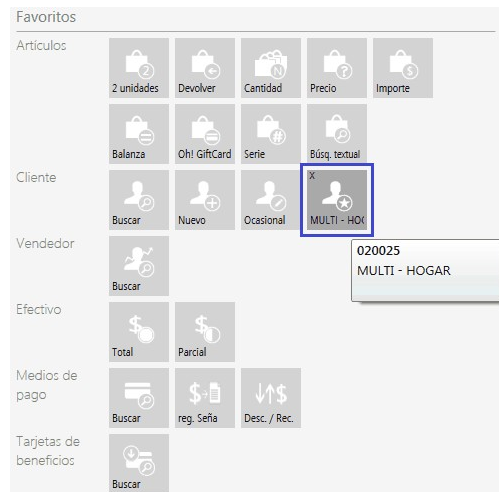 Favoritos
Artículos
2 unidades Devolver Cantidad Precio Importe
Balanza Oh! GiftCard Serie Búsq. textual
Cliente
X
Buscar Nuevo Ocasional MULTI - HO
020025
MULTI - HOGAR
Vendedor
Buscar
Efectivo
Total Parcial
Medios de
pago
Buscar reg. Seña Desc. / Rec.
Tarjetas de
beneficios
Buscar